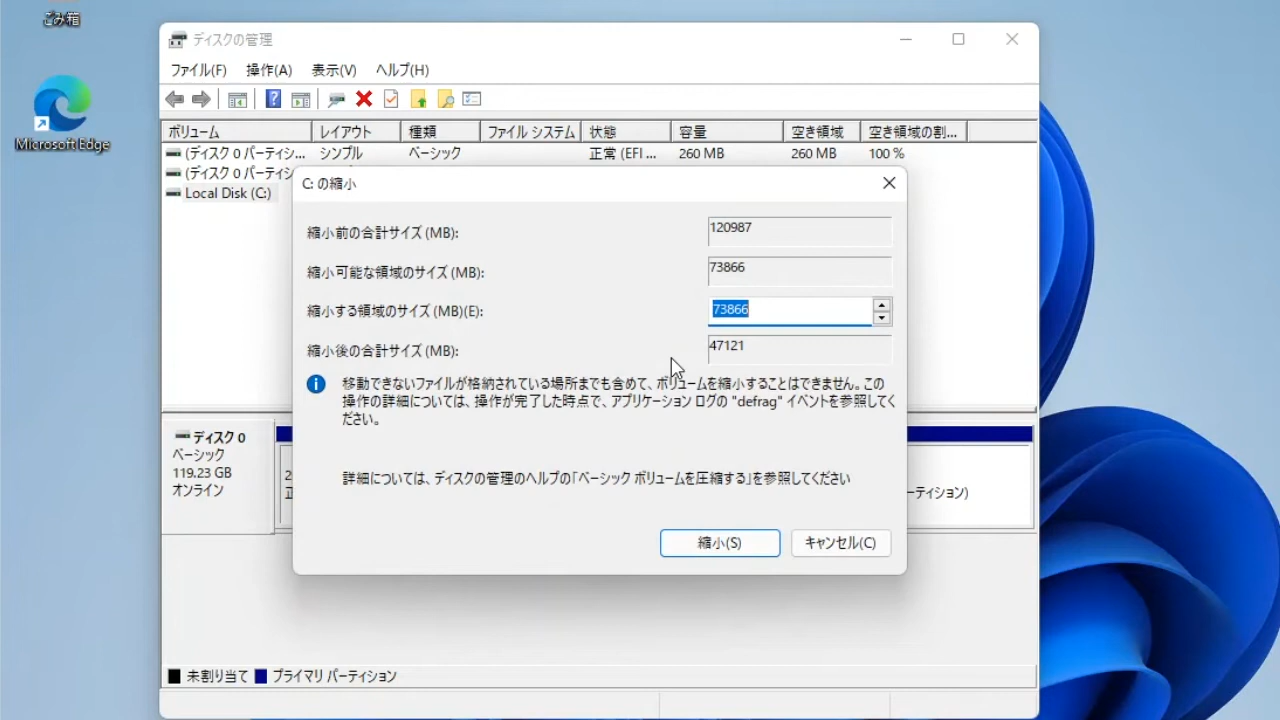 ごみ箱
Microsoft Edge
ディスクの管理
ファイル(F) 操作(A) 表示(V) ヘルプ(H)
ボリューム レイアウト 種類 ファイル システム 状態 容量 空き領域 空き領域の割...
(ディスク 0 パーティシ... シンプル ベーシック 正常 (EFI ... 260 MB 260 MB 100 %
(ディスク 0 パーティシ
Local Disk (C:)
C: の縮小
縮小前の合計サイズ (MB): 120987
縮小可能な領域のサイズ (MB): 73866
縮小する領域のサイズ (MB)(E): 73866
縮小後の合計サイズ (MB): 47121
移動できないファイルが格納されている場所までも含めて、ボリュームを縮小することはできません。この
操作の詳細については、操作が完了した時点で、アプリケーション ログの "defrag" イベントを参照してく
ださい。
詳細については、ディスクの管理のヘルプの「ベーシック ボリュームを圧縮する」を参照してください
縮小(S) キャンセル(C)
ディスク 0
ベーシック
119.23 GB
オンライン
2
ーティション)
未割り当て プライマリ パーティション